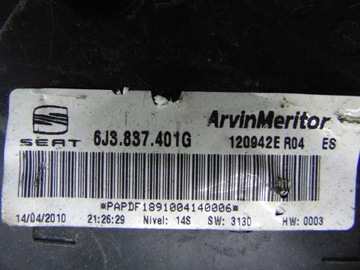 SEAT
6J3.837.401G
ArvinMeritor
120942E R04 ES
*PAPDF1891004140006*
14/04/2010 21:26:29 Nivel: 14S SW: 3130 HW: 0003